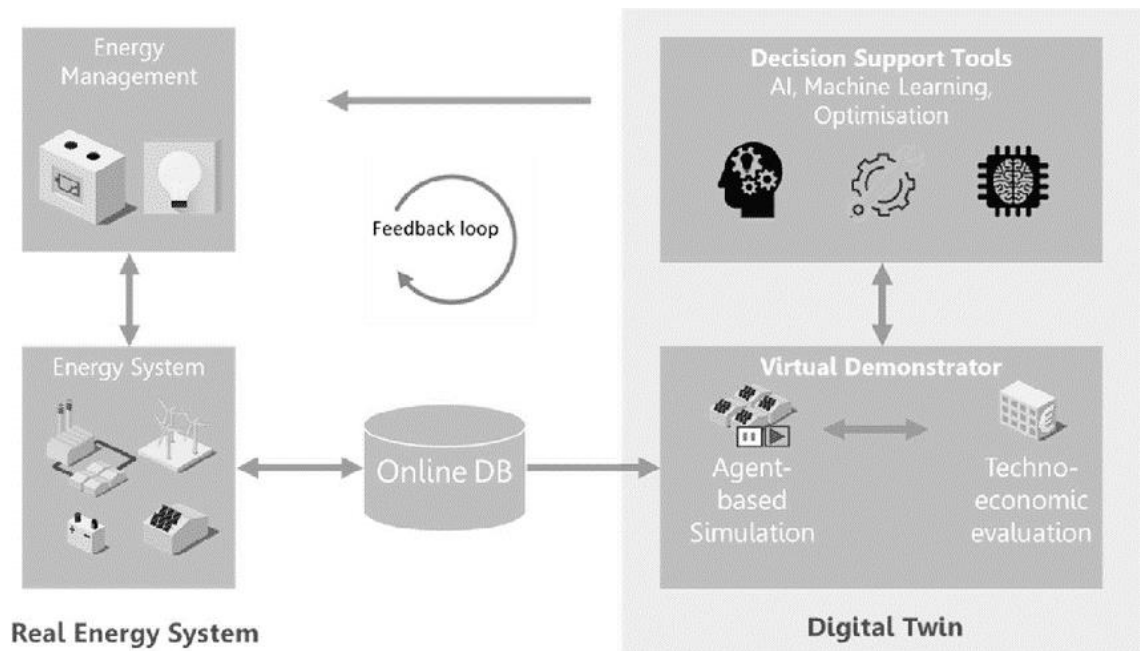 Energy
Management
Decision Support Tools
AI, Machine Learning,
Optimisation
Feedback loop
Energy System
Online DB
Virtual Demonstrator
Agent-
based
Simulation
Techno-
economic
evaluation
Real Energy System
Digital Twin